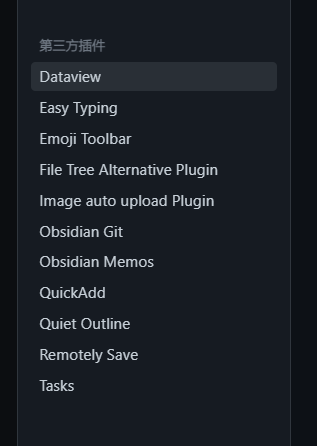 第三方插件
Dataview
Easy Typing
Emoji Toolbar
File Tree Alternative Plugin
Image auto upload Plugin
Obsidian Git
Obsidian Memos
QuickAdd
Quiet Outline
Remotely Save
Tasks